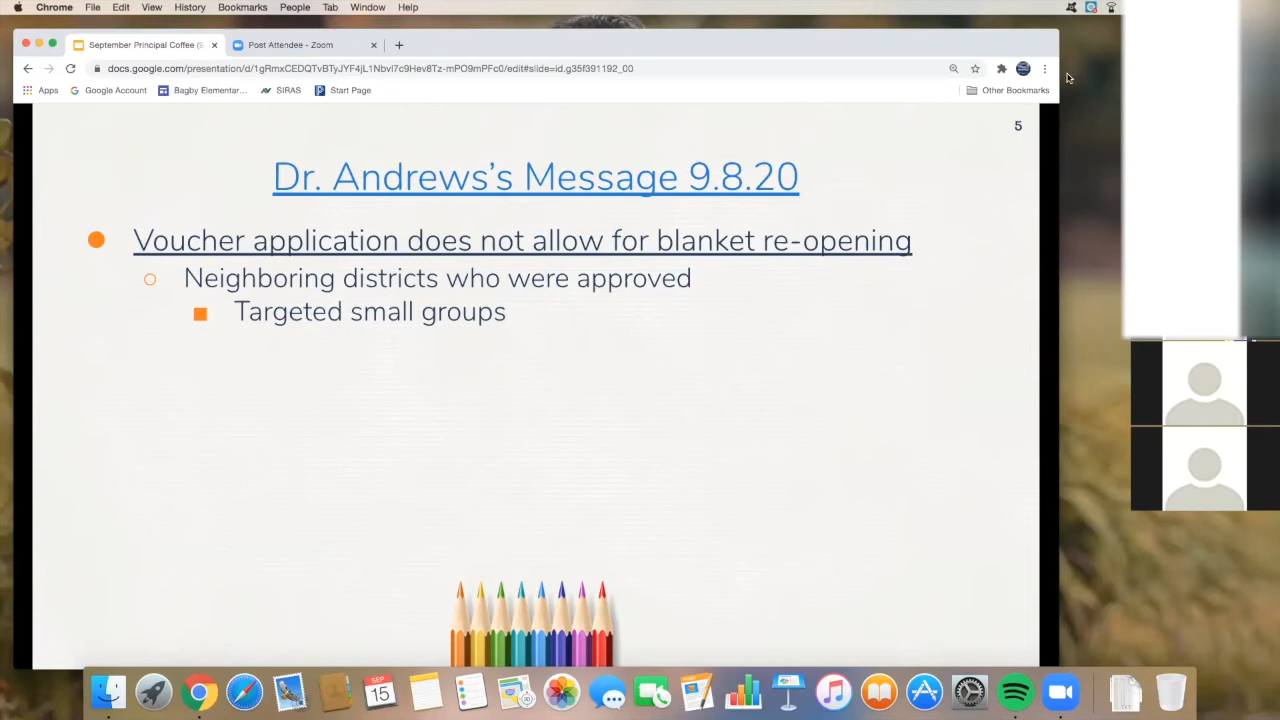 Chrome File Edit View History Bookmarks People Tab Window Help
September Principal Coffee (9
Post Attendee - Zoom
docs.google.com/presentation/d/1gRmxCEDQTvBTyJYF4jL1Nbvl7c9Hev8Tz-mPO9mPFc0/edit#slide=id.g35f391192_00
Apps Google Account Bagby Elementar... SIRAS Start Page Other Bookmarks
5
Dr. Andrews's Message 9.8.20
Voucher application does not allow for blanket re-opening
Neighboring districts who were approved
Targeted small groups
SEP
15
TXT